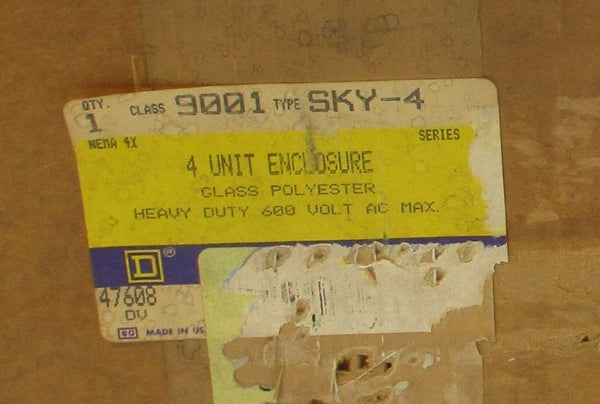 QTY. CLASS 9001 TYPE SKY-4
1
NEMA 4X SERIES
4 UNIT ENCLOSURE
GLASS POLYESTER
HEAVY DUTY 600 VOLT AC MAX.
D ®
47608
DV
MADE IN US